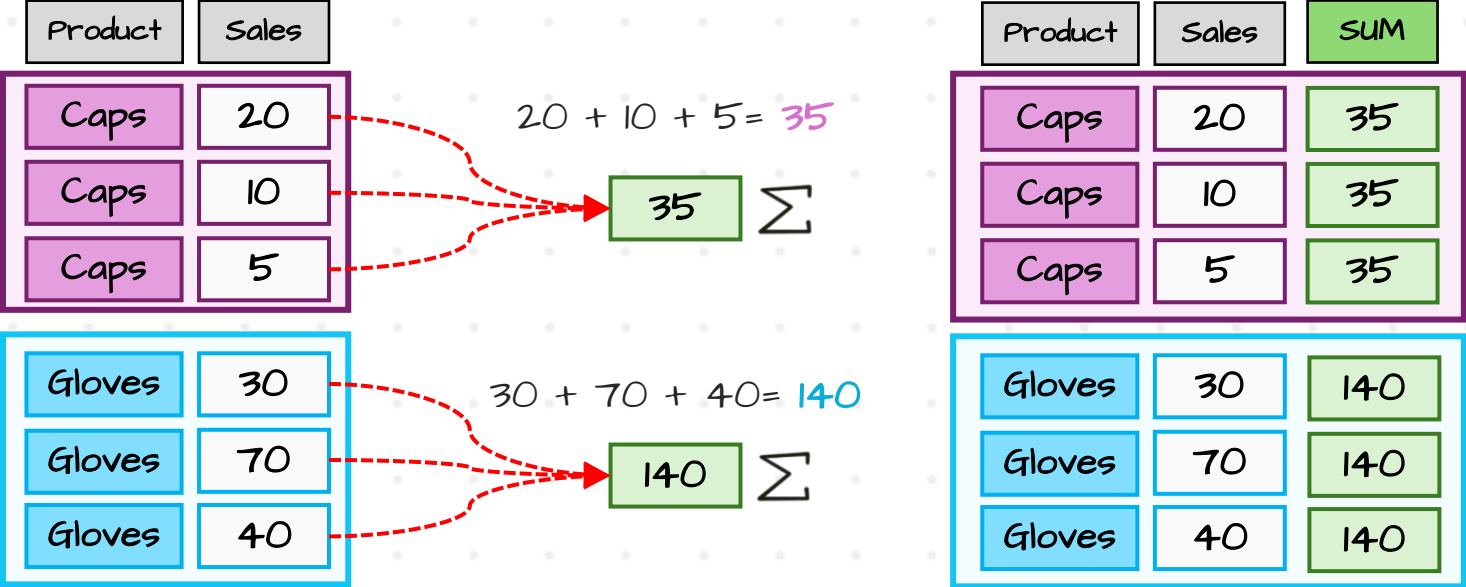 Product Sales
Caps 20
Caps 10
Caps 5
Gloves 30
Gloves 70
Gloves 40
20 + 10 + 5= 35
35 Σ
30 + 70 + 40= 140
140 Σ
Product Sales SUM
Caps 20 35
Caps 10 35
Caps 5 35
Gloves 30 140
Gloves 70 140
Gloves 40 140